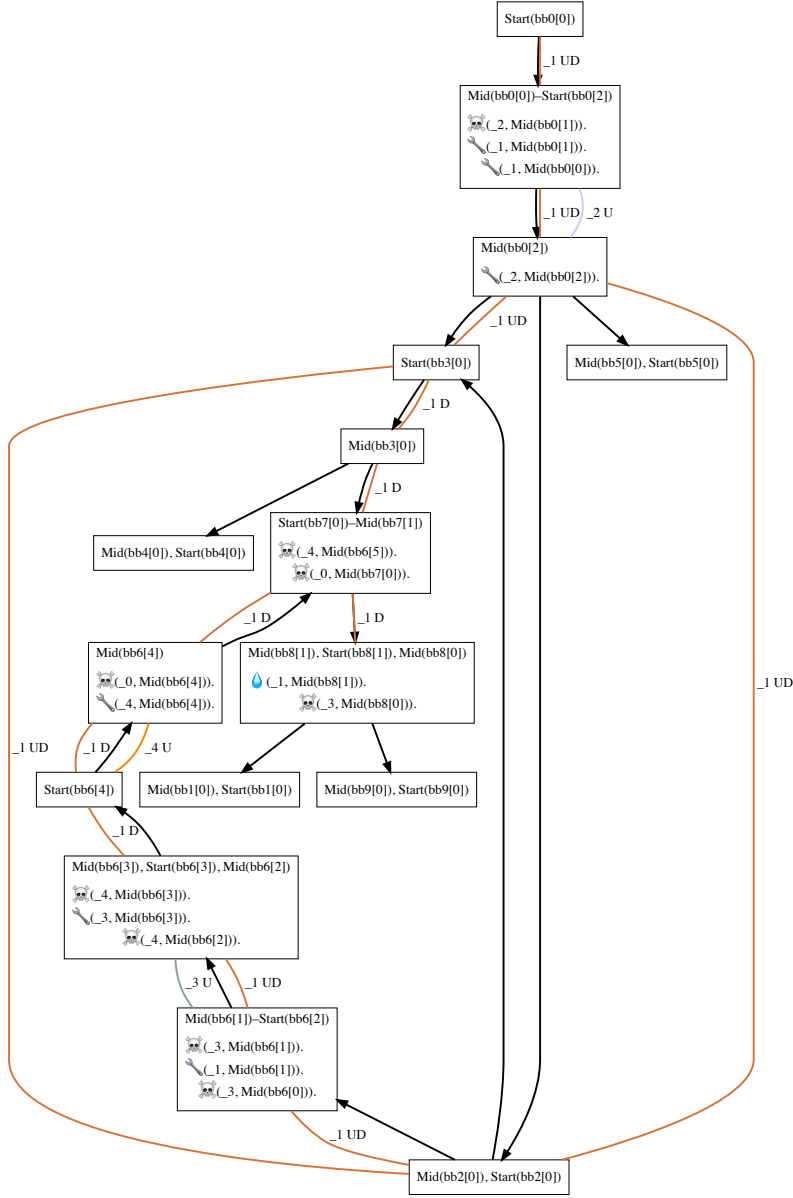 Start(bb0[0])
_1 UD
Mid(bb0[0])–Start(bb0[2])
☠(_2, Mid(bb0[1])).
🔧(_1, Mid(bb0[1])).
🔧(_1, Mid(bb0[0])).
_1 UD
_2 U
Mid(bb0[2])
🔧(_2, Mid(bb0[2])).
_1 UD
Start(bb3[0])
Mid(bb5[0]), Start(bb5[0])
_1 D
Mid(bb3[0])
_1 D
Start(bb7[0])–Mid(bb7[1])
☠(_4, Mid(bb6[5])).
☠(_0, Mid(bb7[0])).
Mid(bb4[0]), Start(bb4[0])
_1 D
_1 D
Mid(bb6[4])
☠(_0, Mid(bb6[4])).
🔧(_4, Mid(bb6[4])).
Mid(bb8[1]), Start(bb8[1]), Mid(bb8[0])
💧(_1, Mid(bb8[1])).
☠(_3, Mid(bb8[0])).
_1 UD
_1 UD
_1 D
_4 U
Start(bb6[4])
Mid(bb1[0]), Start(bb1[0])
Mid(bb9[0]), Start(bb9[0])
_1 D
Mid(bb6[3]), Start(bb6[3]), Mid(bb6[2])
☠(_4, Mid(bb6[3])).
🔧(_3, Mid(bb6[3])).
☠(_4, Mid(bb6[2])).
_3 U
_1 UD
Mid(bb6[1])–Start(bb6[2])
☠(_3, Mid(bb6[1])).
🔧(_1, Mid(bb6[1])).
☠(_3, Mid(bb6[0])).
_1 UD
Mid(bb2[0]), Start(bb2[0])